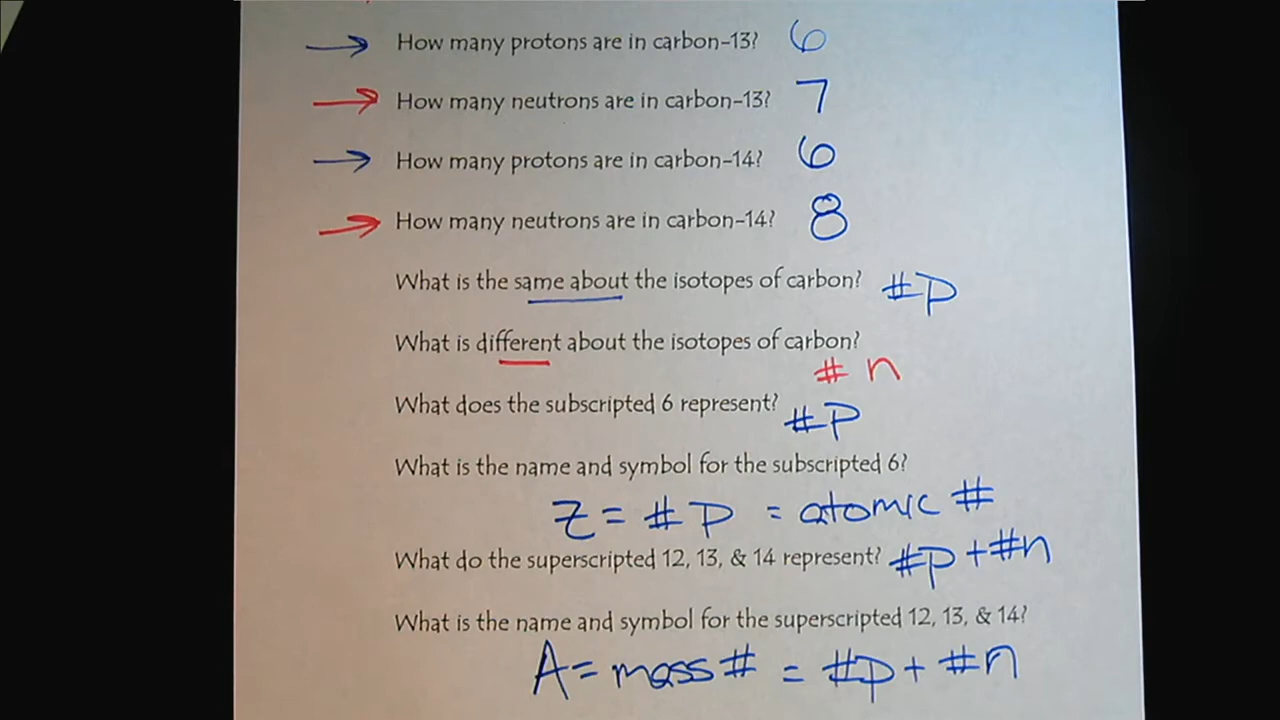 How many protons are in carbon-13? 6
How many neutrons are in carbon-13? 7
How many protons are in carbon-14? 6
How many neutrons are in carbon-14? 8
What is the same about the isotopes of carbon? #p
What is different about the isotopes of carbon?
# n
What does the subscripted 6 represent? #p
What is the name and symbol for the subscripted 6?
Z = # p = atomic #
What do the superscripted 12, 13, & 14 represent? #p + #n
What is the name and symbol for the superscripted 12, 13, & 14?
A = mass # = #p + #n